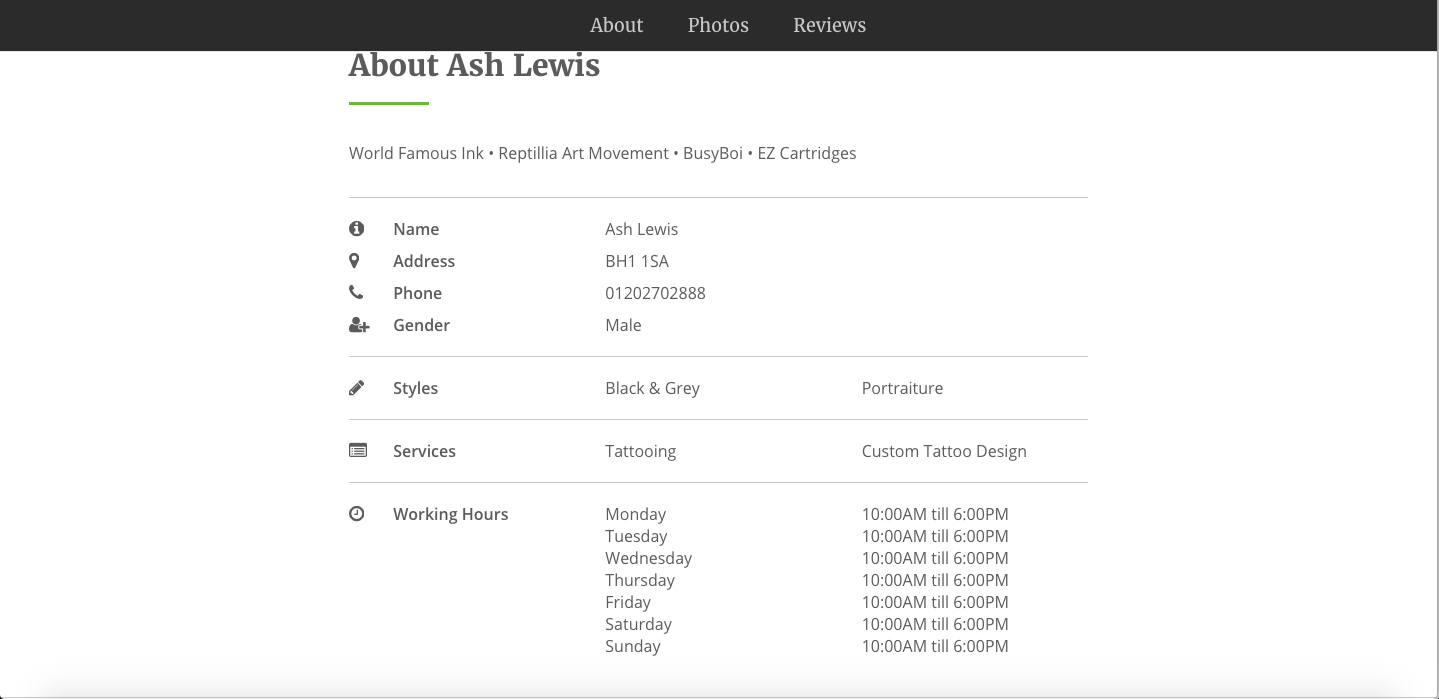 About Photos Reviews
About Ash Lewis
World Famous Ink • Reptillia Art Movement • BusyBoi • EZ Cartridges
Name Ash Lewis
Address BH1 1SA
Phone 01202702888
Gender Male
Styles Black & Grey Portraiture
Services Tattooing Custom Tattoo Design
Working Hours Monday 10:00AM till 6:00PM
Tuesday 10:00AM till 6:00PM
Wednesday 10:00AM till 6:00PM
Thursday 10:00AM till 6:00PM
Friday 10:00AM till 6:00PM
Saturday 10:00AM till 6:00PM
Sunday 10:00AM till 6:00PM